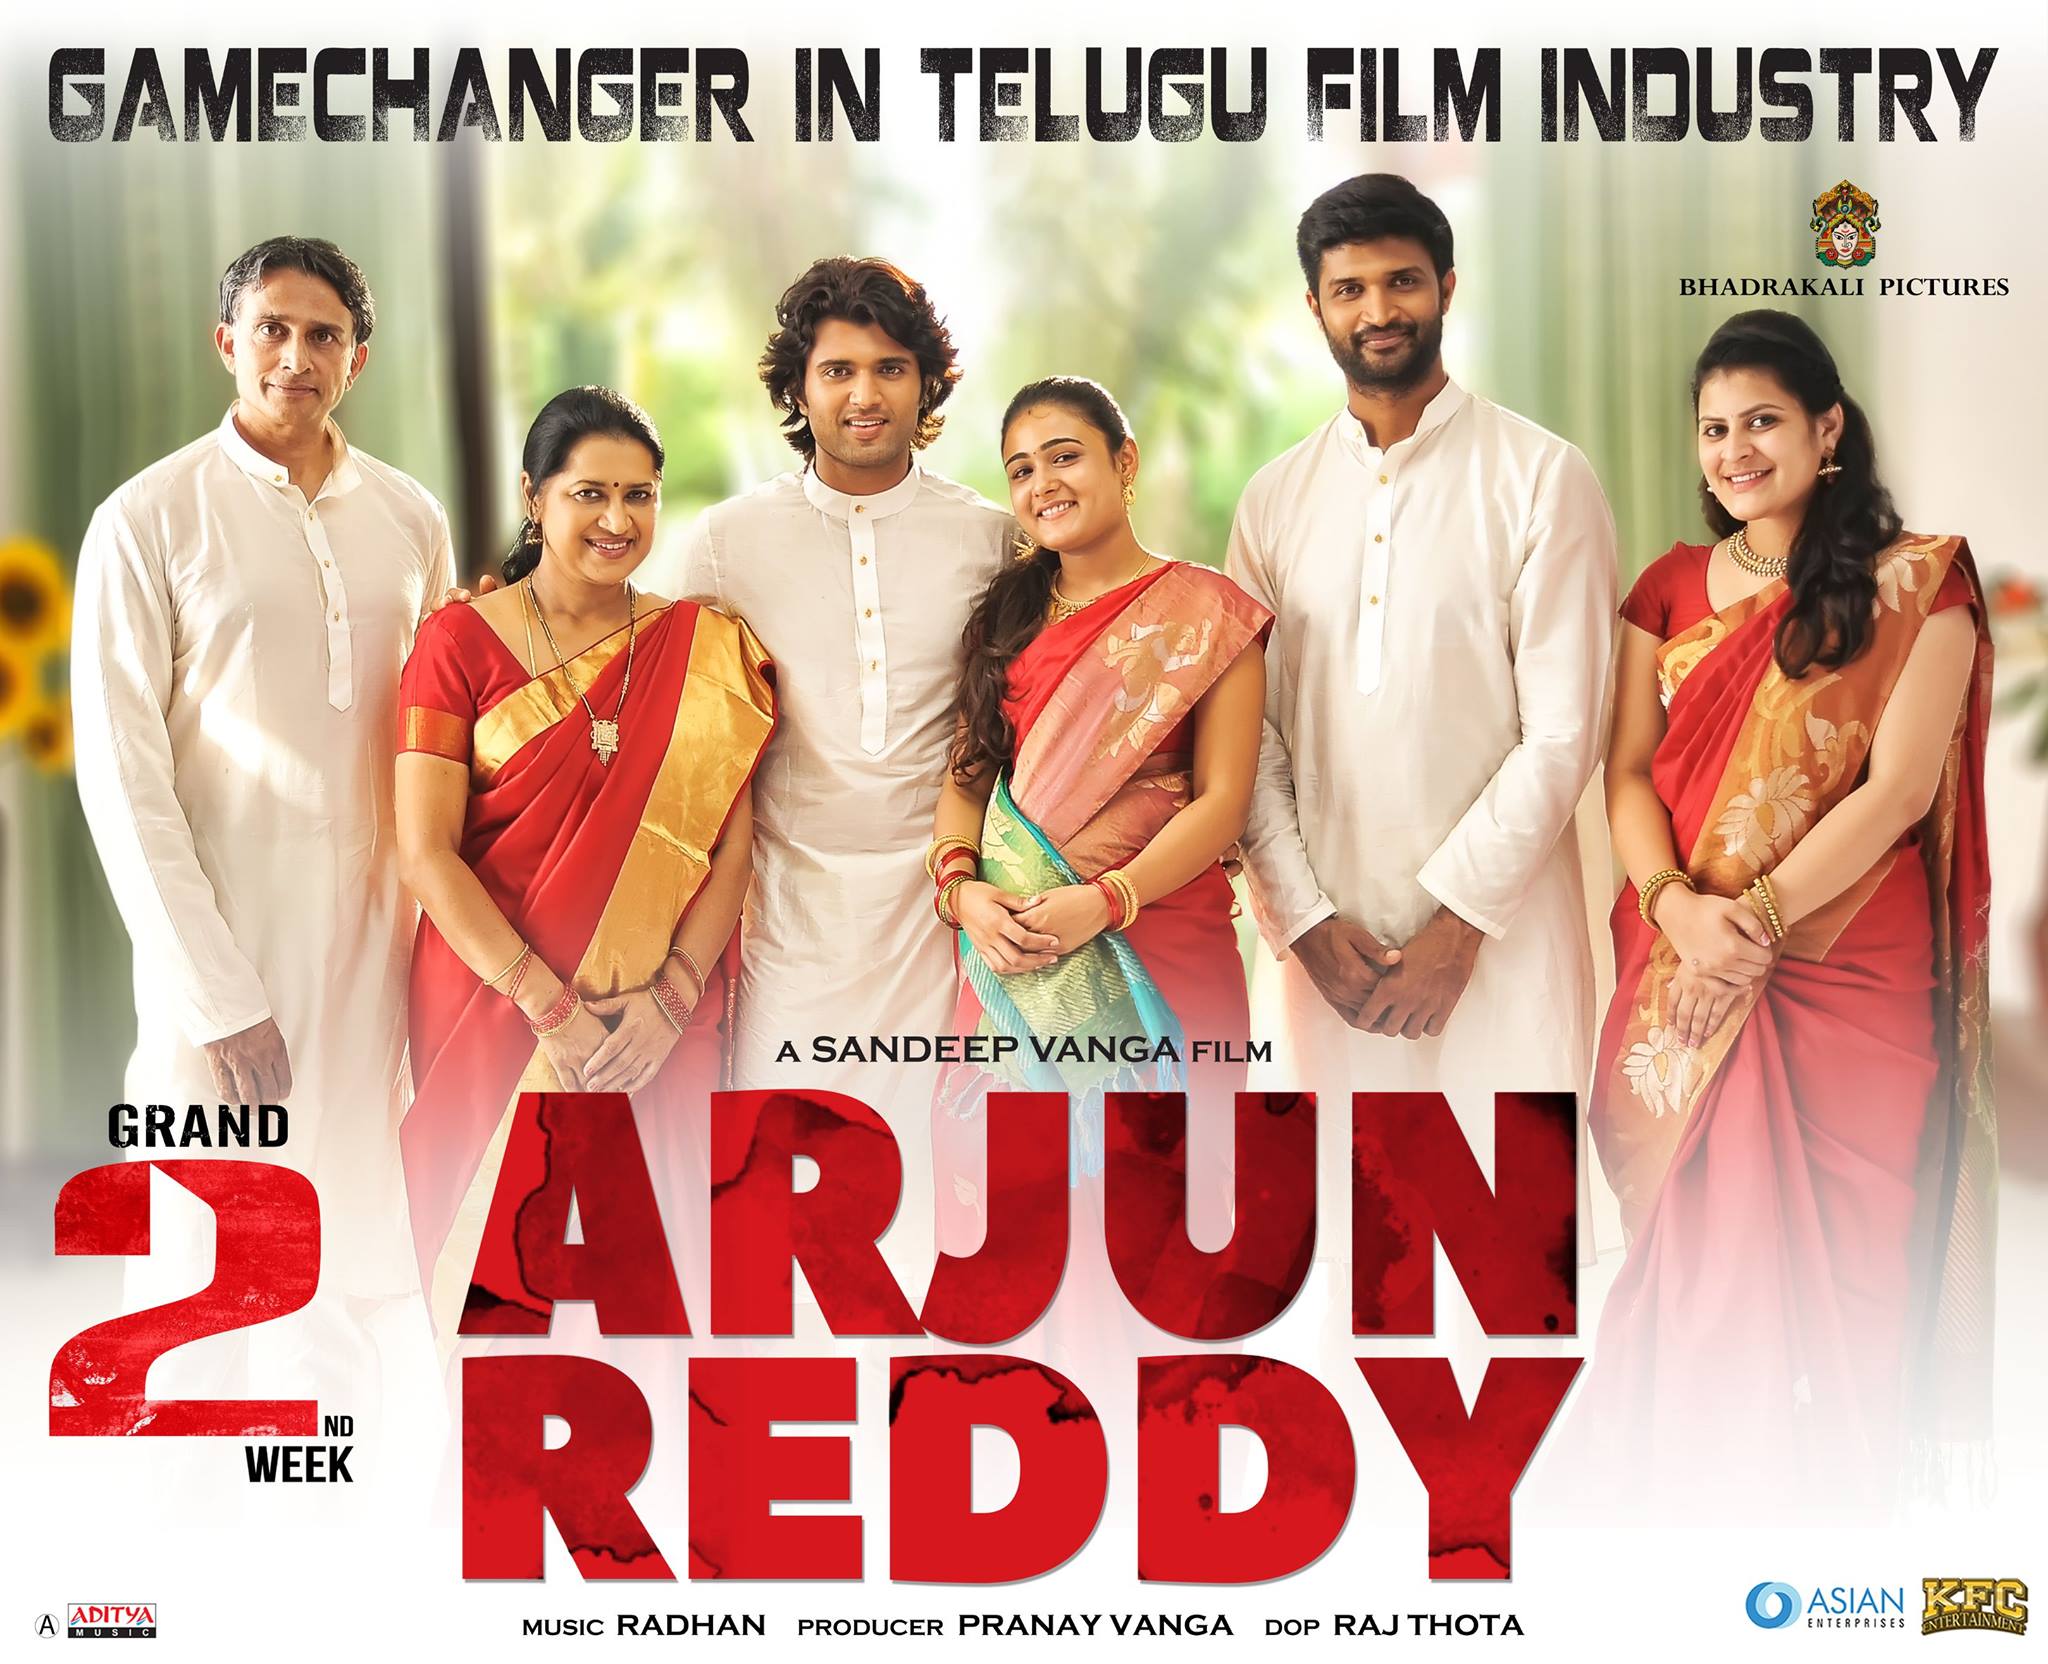 GAMECHANGER IN TELUGU FILM INDUSTRY
BHADRAKALI PICTURES
A SANDEEP VANGA FILM
GRAND
2ND
WEEK
ARJUN
REDDY
MUSIC RADHAN PRODUCER PRANAY VANGA DOP RAJ THOTA
A
ADITYA
MUSIC
ASIAN
ENTERPRISES
KFC
ENTERTAINMENT